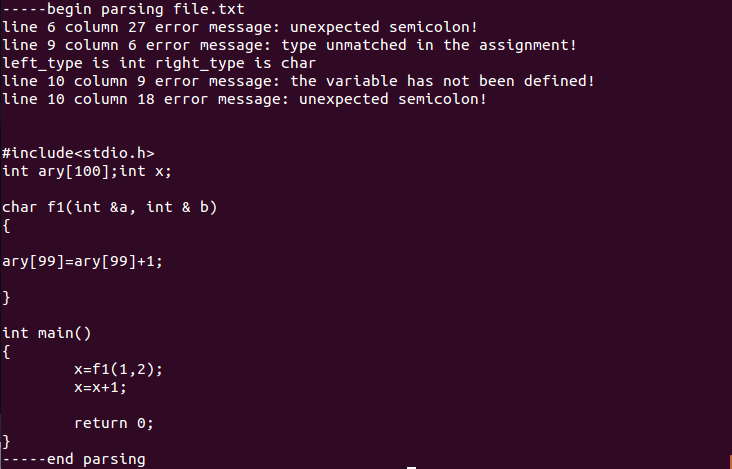 -----begin parsing file.txt
line 6 column 27 error message: unexpected semicolon!
line 9 column 6 error message: type unmatched in the assignment!
left_type is int right_type is char
line 10 column 9 error message: the variable has not been defined!
line 10 column 18 error message: unexpected semicolon!
#include<stdio.h>
int ary[100];int x;
char f1(int &a, int & b)
{
ary[99]=ary[99]+1;
}
int main()
{
x=f1(1,2);
x=x+1;
return 0;
}
-----end parsing